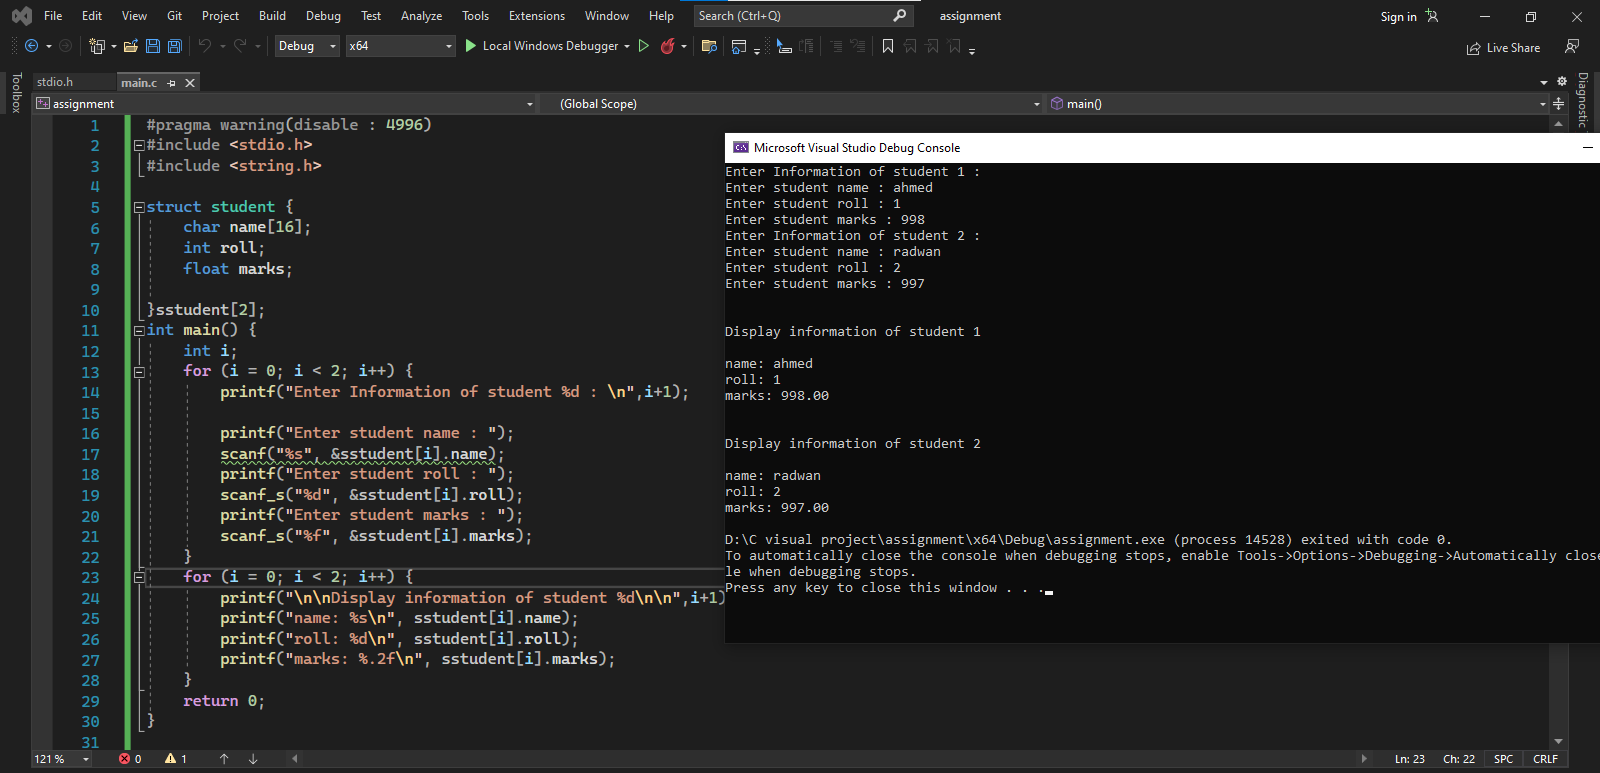 File Edit View Git Project Build Debug Test Analyze Tools Extensions Window Help Search (Ctrl+Q) assignment Sign in
Debug x64 Local Windows Debugger Live Share
Toolbox
stdio.h main.c
Diagnostic
assignment (Global Scope) main()
1 #pragma warning(disable : 4996)
2 #include <stdio.h>
3 #include <string.h>
4
5 struct student {
6 char name[16];
7 int roll;
8 float marks;
9
10 }sstudent[2];
11 int main() {
12 int i;
13 for (i = 0; i < 2; i++) {
14 printf("Enter Information of student %d : \n",i+1);
15
16 printf("Enter student name : ");
17 scanf("%s", &sstudent[i].name);
18 printf("Enter student roll : ");
19 scanf_s("%d", &sstudent[i].roll);
20 printf("Enter student marks : ");
21 scanf_s("%f", &sstudent[i].marks);
22 }
23 for (i = 0; i < 2; i++) {
24 printf("\n\nDisplay information of student %d\n\n",i+1)
25 printf("name: %s\n", sstudent[i].name);
26 printf("roll: %d\n", sstudent[i].roll);
27 printf("marks: %.2f\n", sstudent[i].marks);
28 }
29 return 0;
30 }
31
Microsoft Visual Studio Debug Console
Enter Information of student 1 :
Enter student name : ahmed
Enter student roll : 1
Enter student marks : 998
Enter Information of student 2 :
Enter student name : radwan
Enter student roll : 2
Enter student marks : 997
Display information of student 1
name: ahmed
roll: 1
marks: 998.00
Display information of student 2
name: radwan
roll: 2
marks: 997.00
D:\C visual project\assignment\x64\Debug\assignment.exe (process 14528) exited with code 0.
To automatically close the console when debugging stops, enable Tools->Options->Debugging->Automatically close
le when debugging stops.
Press any key to close this window . . .
121 % 0 1 Ln: 23 Ch: 22 SPC CRLF